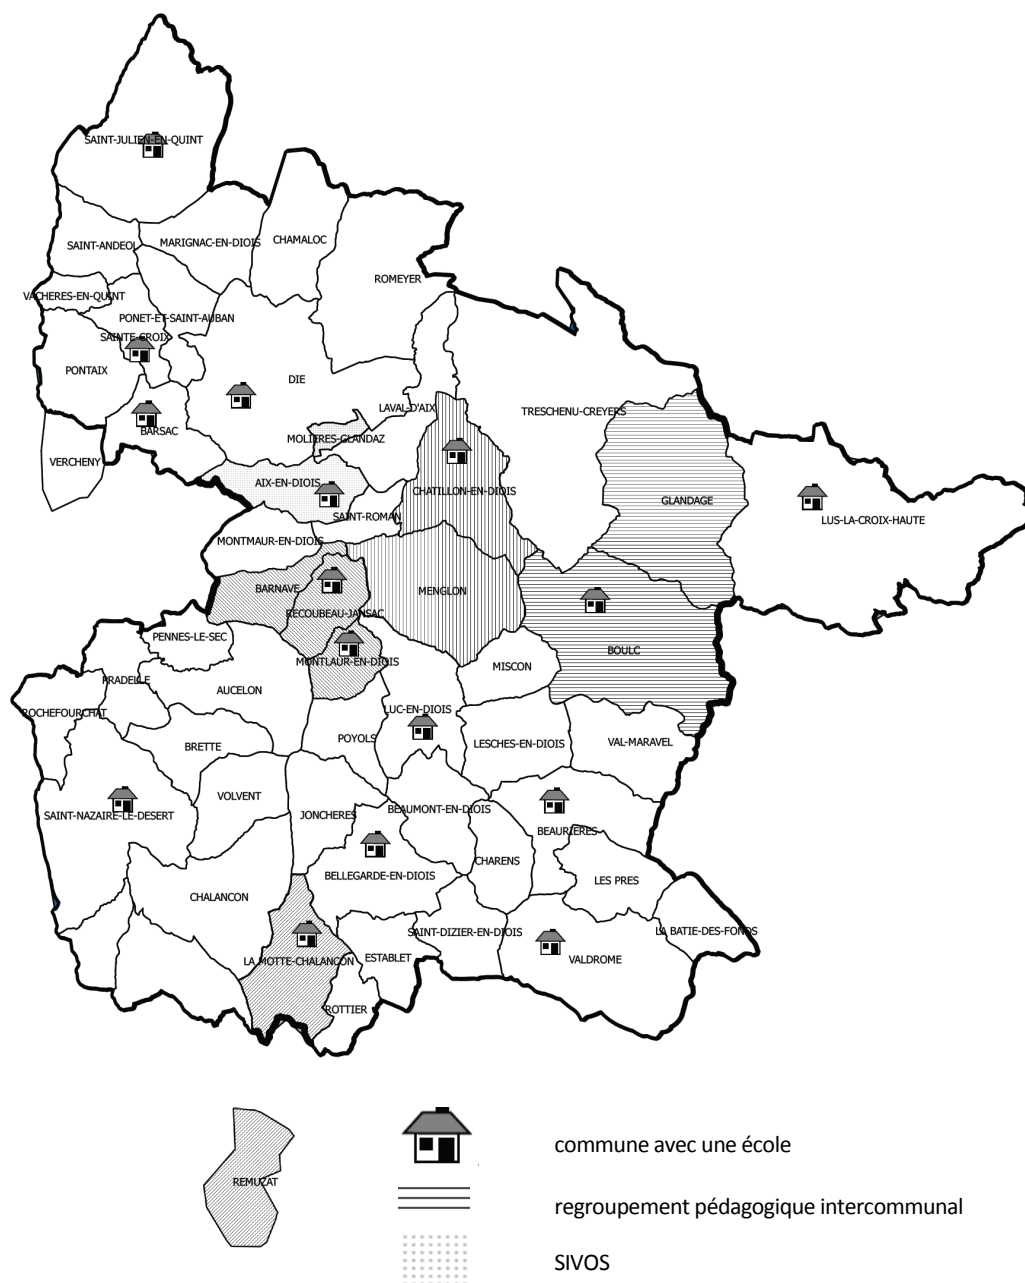 SAINT-JULIEN-EN-QUINT
SAINT-ANDEOL
MARIGNAC-EN-DIOIS
CHAMALOC
ROMEYER
VACHERES-EN-QUINT
PONET-ET-SAINT-AUBAN
SAINTE-CROIX
PONTAIX
DIE
LAVAL-D'AIX
TRESCHENU-CREYERS
BARSAC
MOLIERES-GLANDAZ
VERCHENY
AIX-EN-DIOIS
CHATILLON-EN-DIOIS
GLANDAGE
SAINT-ROMAN
LUS-LA-CROIX-HAUTE
MONTMAUR-EN-DIOIS
BARNAVE
MENGLON
RECOUBEAU-JANSAC
PENNES-LE-SEC
MONTLAUR-EN-DIOIS
MISCON
BOULC
PRADELLE
AUCELON
ROCHEFOURCHAT
LUC-EN-DIOIS
BRETTE
POYOLS
LESCHES-EN-DIOIS
VAL-MARAVEL
VOLVENT
SAINT-NAZAIRE-LE-DESERT
JONCHERES
BEAUMONT-EN-DIOIS
BEAURIERES
CHARENS
BELLEGARDE-EN-DIOIS
LES PRES
CHALANCON
SAINT-DIZIER-EN-DIOIS
LA BATIE-DES-FONDS
LA MOTTE-CHALANCON
ESTABLET
VALDROME
ROTTIER
REMUZAT
commune avec une école
regroupement pédagogique intercommunal
SIVOS